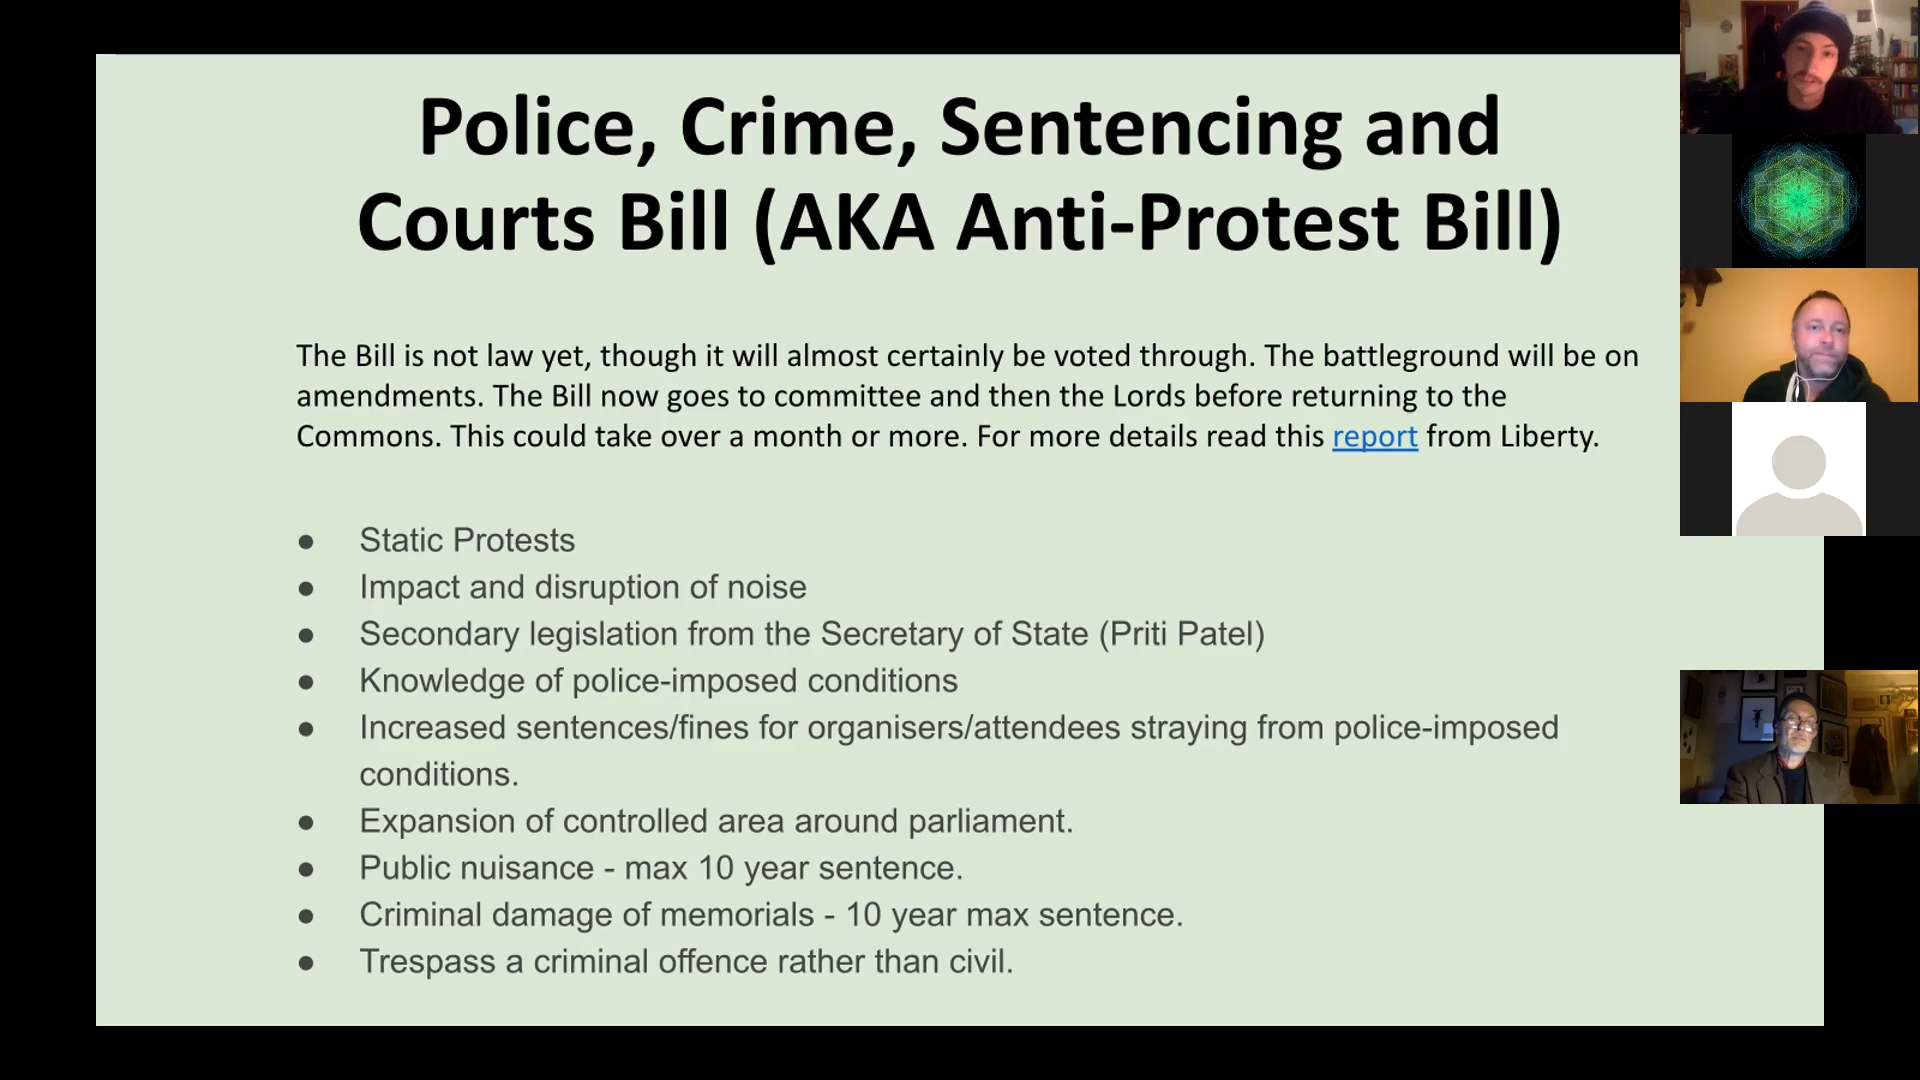 Police, Crime, Sentencing and
Courts Bill (AKA Anti-Protest Bill)
The Bill is not law yet, though it will almost certainly be voted through. The battleground will be on
amendments. The Bill now goes to committee and then the Lords before returning to the
Commons. This could take over a month or more. For more details read this report from Liberty.
● Static Protests
● Impact and disruption of noise
● Secondary legislation from the Secretary of State (Priti Patel)
● Knowledge of police-imposed conditions
● Increased sentences/fines for organisers/attendees straying from police-imposed
conditions.
● Expansion of controlled area around parliament.
● Public nuisance - max 10 year sentence.
● Criminal damage of memorials - 10 year max sentence.
● Trespass a criminal offence rather than civil.